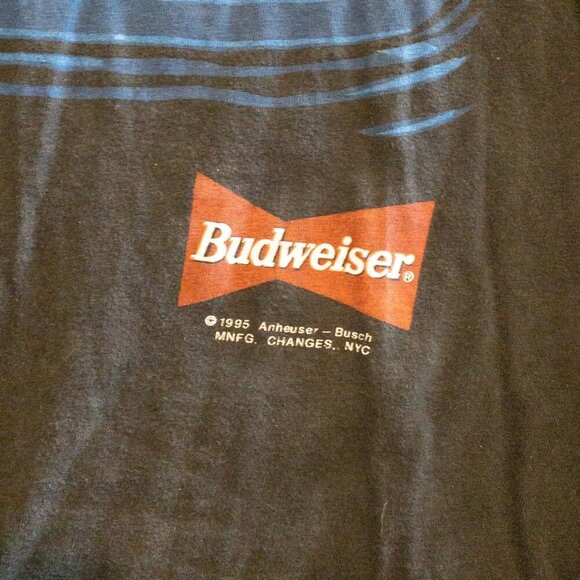 Budweiser®
© 1995 Anheuser – Busch
MNFG. CHANGES,. NYC